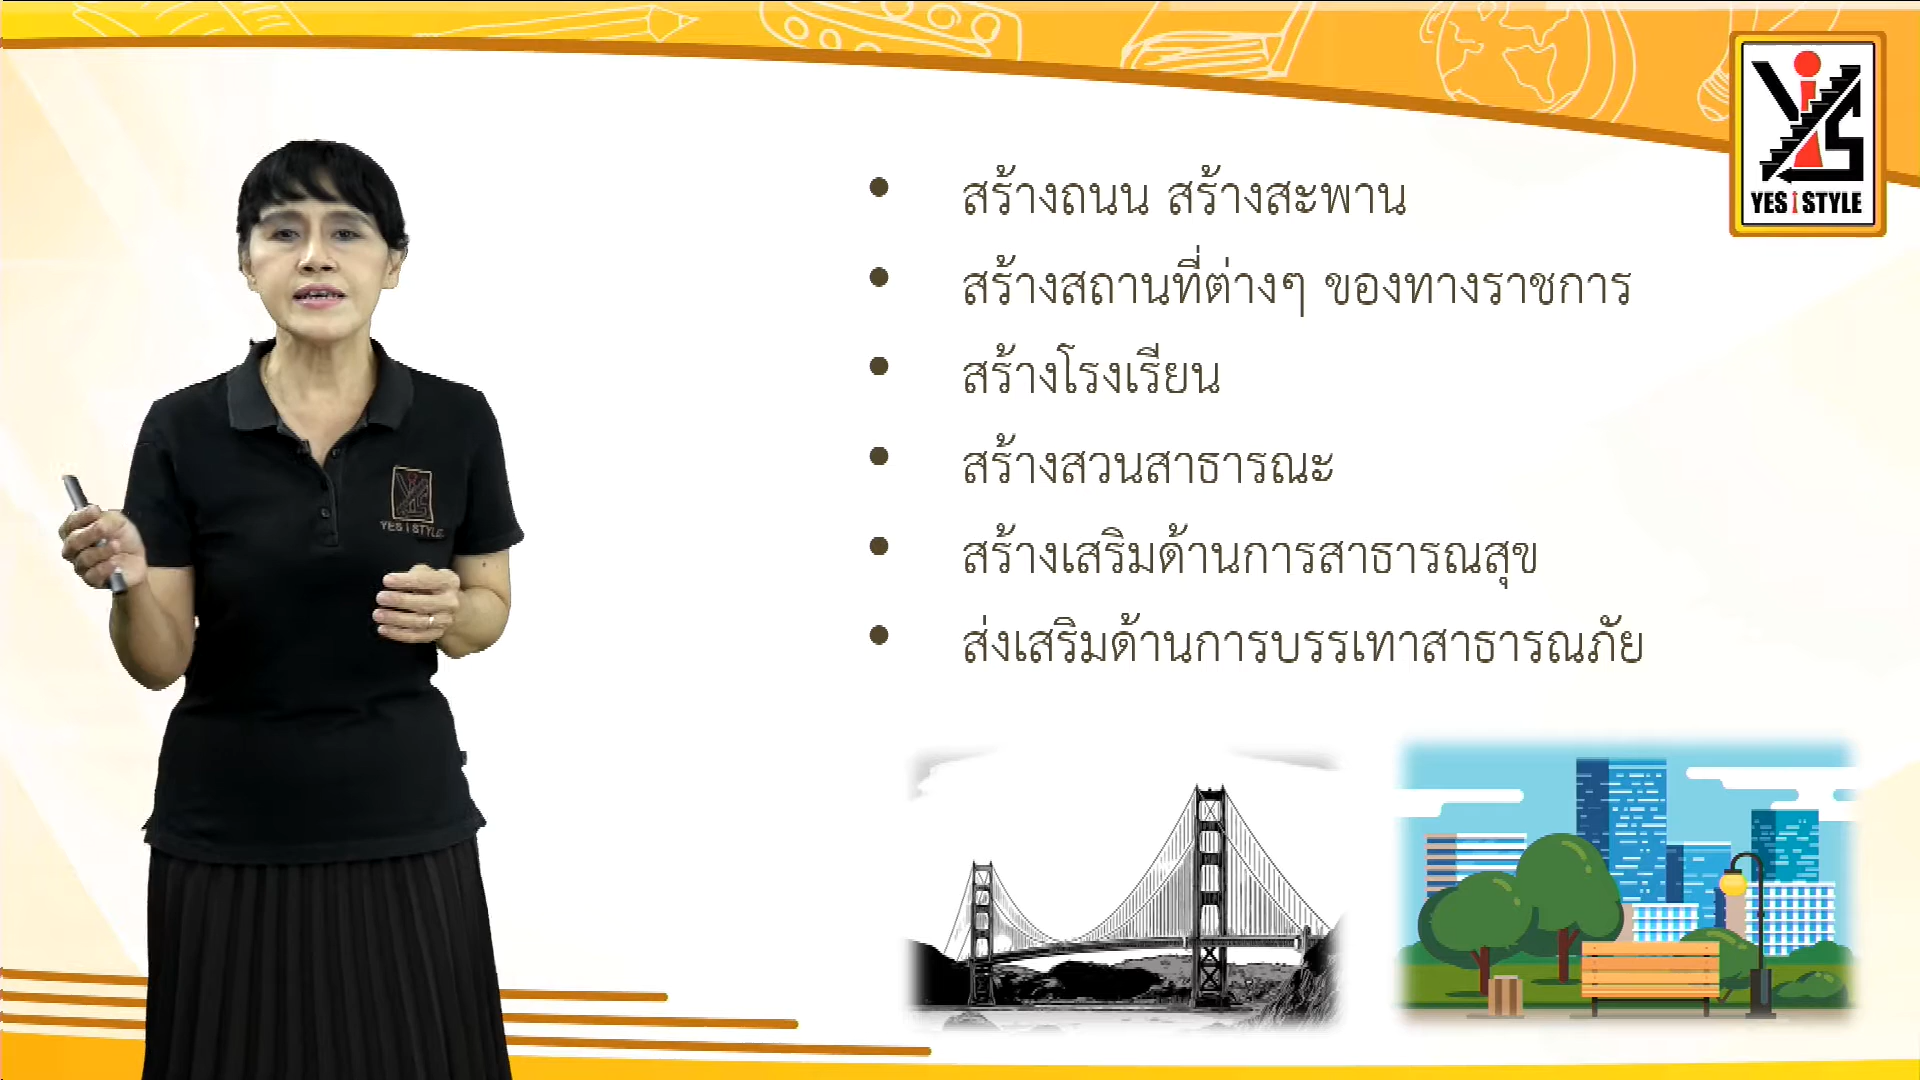 YES i STYLE
• สร้างถนน สร้างสะพาน
• สร้างสถานที่ต่างๆ ของทางราชการ
• สร้างโรงเรียน
• สร้างสวนสาธารณะ
• สร้างเสริมด้านการสาธารณสุข
• ส่งเสริมด้านการบรรเทาสาธารณภัย
YES i STYLE